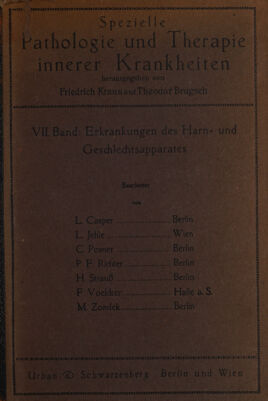 Spezielle
Pathologie und Therapie
innerer Krankheiten
herausgegeben von
Friedrich Kraus und Theodor Brugsch
VII. Band: Erkrankungen des Harn- und
Geschlechtsapparates
Bearbeitet
von
L. Casper Berlin
L. Jehle Wien
C. Posner Berlin
P. F. Richter Berlin
H. Strauß Berlin
F. Voelcker Halle a. S.
M. Zondek Berlin
Urban & Schwarzenberg Berlin und Wien